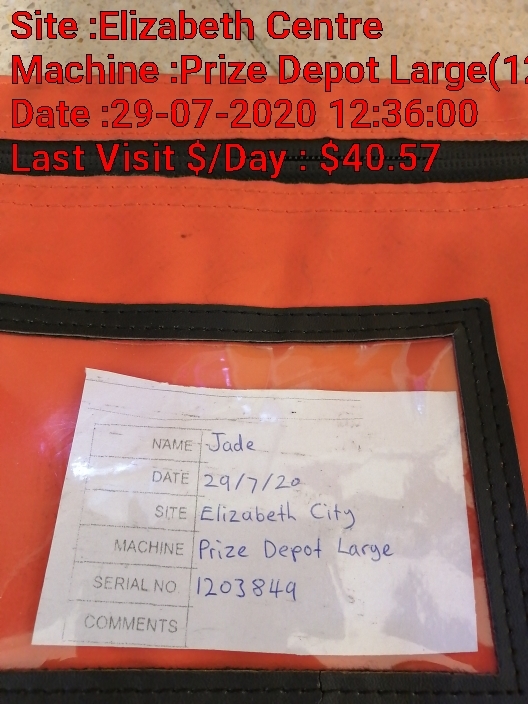 Site :Elizabeth Centre
Machine :Prize Depot Large(12
Date :29-07-2020 12:36:00
Last Visit $/Day : $40.57
NAME Jade
DATE 29/7/20
SITE Elizabeth City
MACHINE Prize Depot Large
SERIAL NO. 1203849
COMMENTS